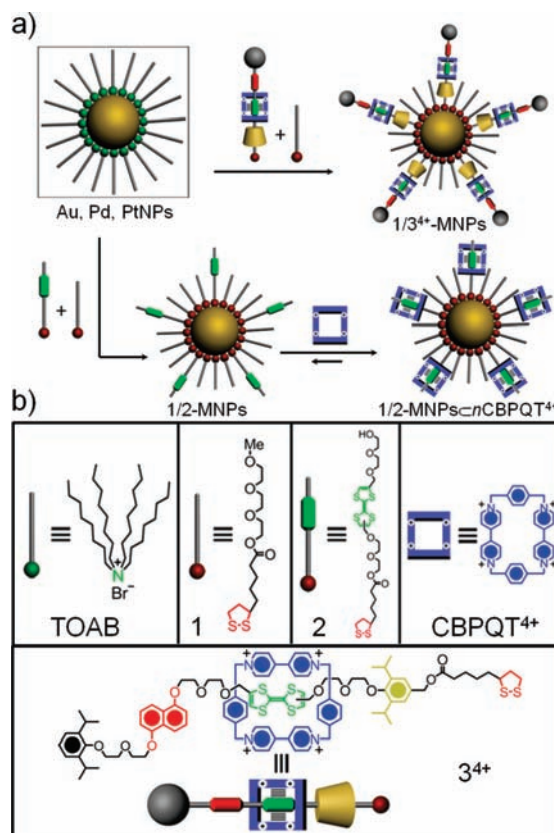 a)
+
Au, Pd, PtNPs
1/3⁴⁺-MNPs
+
1/2-MNPs
1/2-MNPs⊂nCBPQT⁴⁺
b)
N
+
Br⁻
TOAB
Me
O
O
O
O
O
S-S
1
HO
O
O
S S
S S
O
O
O
O
S-S
2
+N N+
+N N+
CBPQT⁴⁺
O
O
O
O
O
O
+N N+
S S
S S
+N N+
O
O
O
O
O
S-S
3⁴⁺